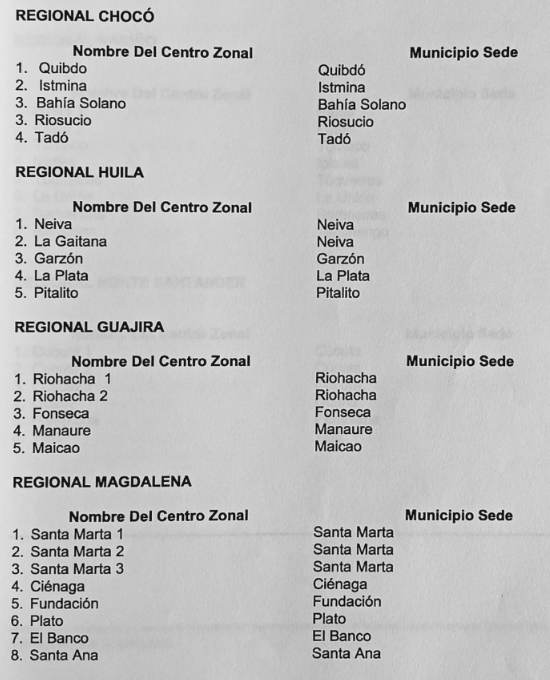 REGIONAL CHOCÓ
Nombre Del Centro Zonal Municipio Sede
1. Quibdo Quibdó
2. Istmina Istmina
3. Bahía Solano Bahía Solano
3. Riosucio Riosucio
4. Tadó Tadó
REGIONAL HUILA
Nombre Del Centro Zonal Municipio Sede
1. Neiva Neiva
2. La Gaitana Neiva
3. Garzón Garzón
4. La Plata La Plata
5. Pitalito Pitalito
REGIONAL GUAJIRA
Nombre Del Centro Zonal Municipio Sede
1. Riohacha 1 Riohacha
2. Riohacha 2 Riohacha
3. Fonseca Fonseca
4. Manaure Manaure
5. Maicao Maicao
REGIONAL MAGDALENA
Nombre Del Centro Zonal Municipio Sede
1. Santa Marta 1 Santa Marta
2. Santa Marta 2 Santa Marta
3. Santa Marta 3 Santa Marta
4. Ciénaga Ciénaga
5. Fundación Fundación
6. Plato Plato
7. El Banco El Banco
8. Santa Ana Santa Ana